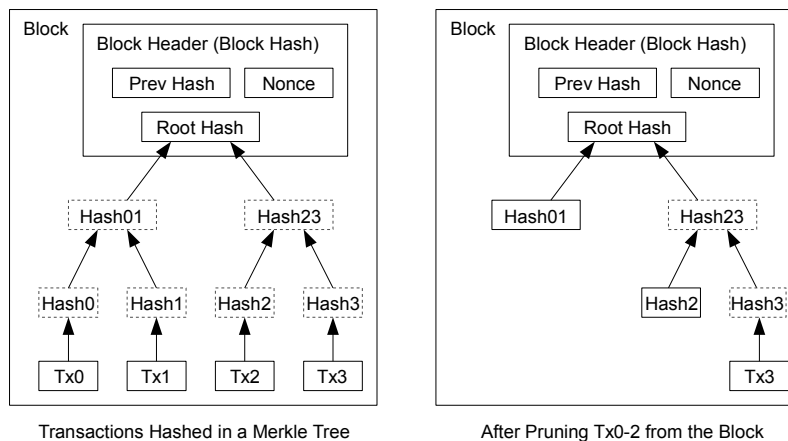 Block
Block Header (Block Hash)
Prev Hash
Nonce
Root Hash
Hash01
Hash23
Hash0
Hash1
Hash2
Hash3
Tx0
Tx1
Tx2
Tx3
Transactions Hashed in a Merkle Tree
Block
Block Header (Block Hash)
Prev Hash
Nonce
Root Hash
Hash01
Hash23
Hash2
Hash3
Tx3
After Pruning Tx0-2 from the Block